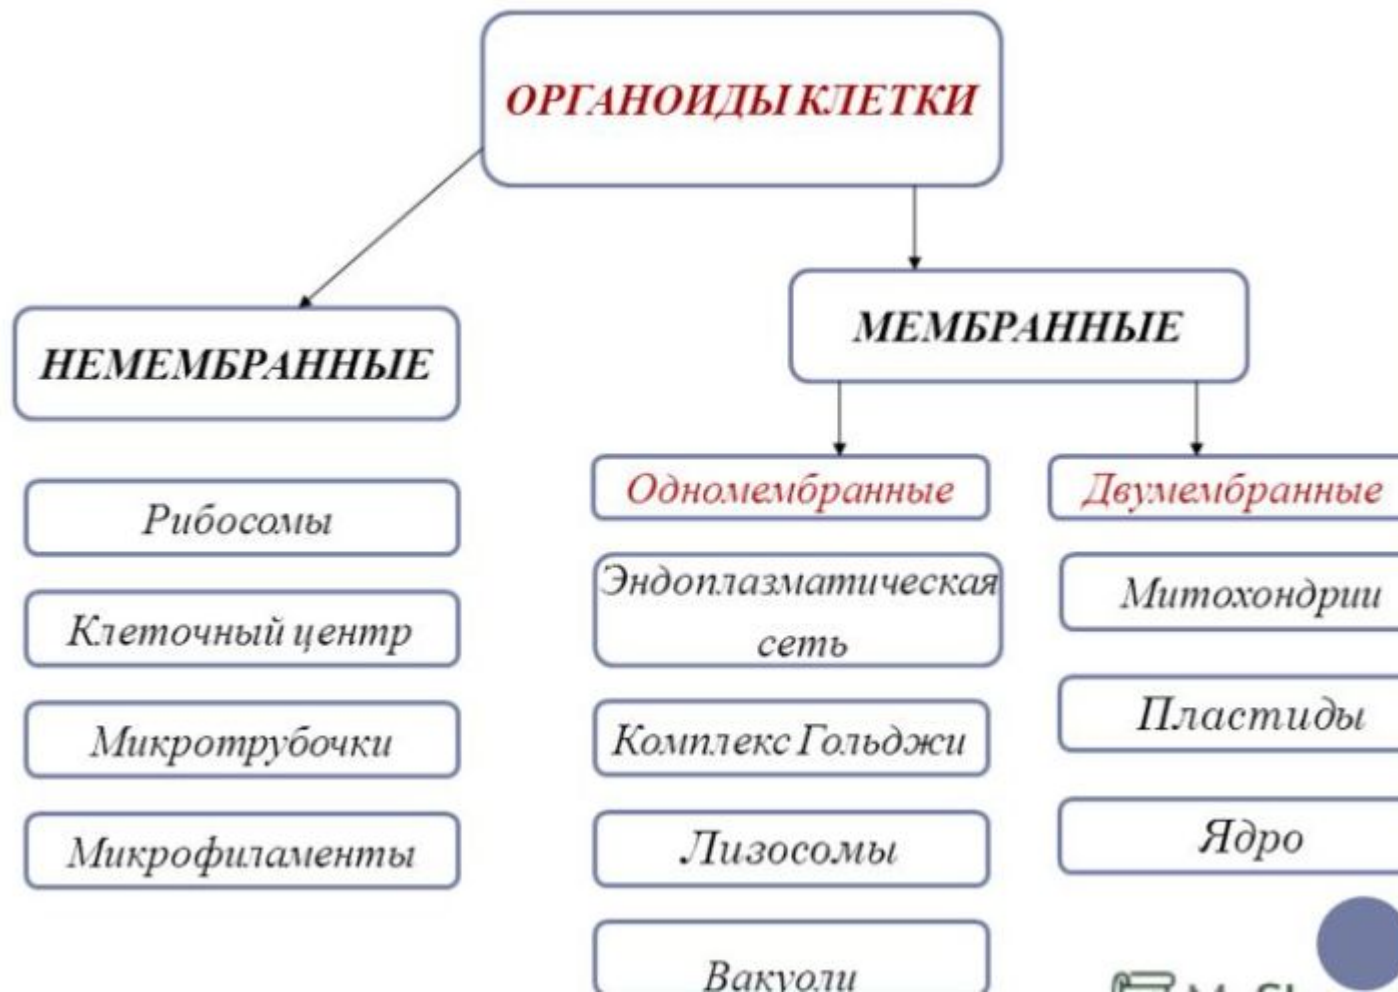 ОРГАНОИДЫ КЛЕТКИ
НЕМЕМБРАННЫЕ
МЕМБРАННЫЕ
Рибосомы
Клеточный центр
Микротрубочки
Микрофиламенты
Одномембранные
Эндоплазматическая
сеть
Комплекс Гольджи
Лизосомы
Вакуоли
Двумембранные
Митохондрии
Пластиды
Ядро